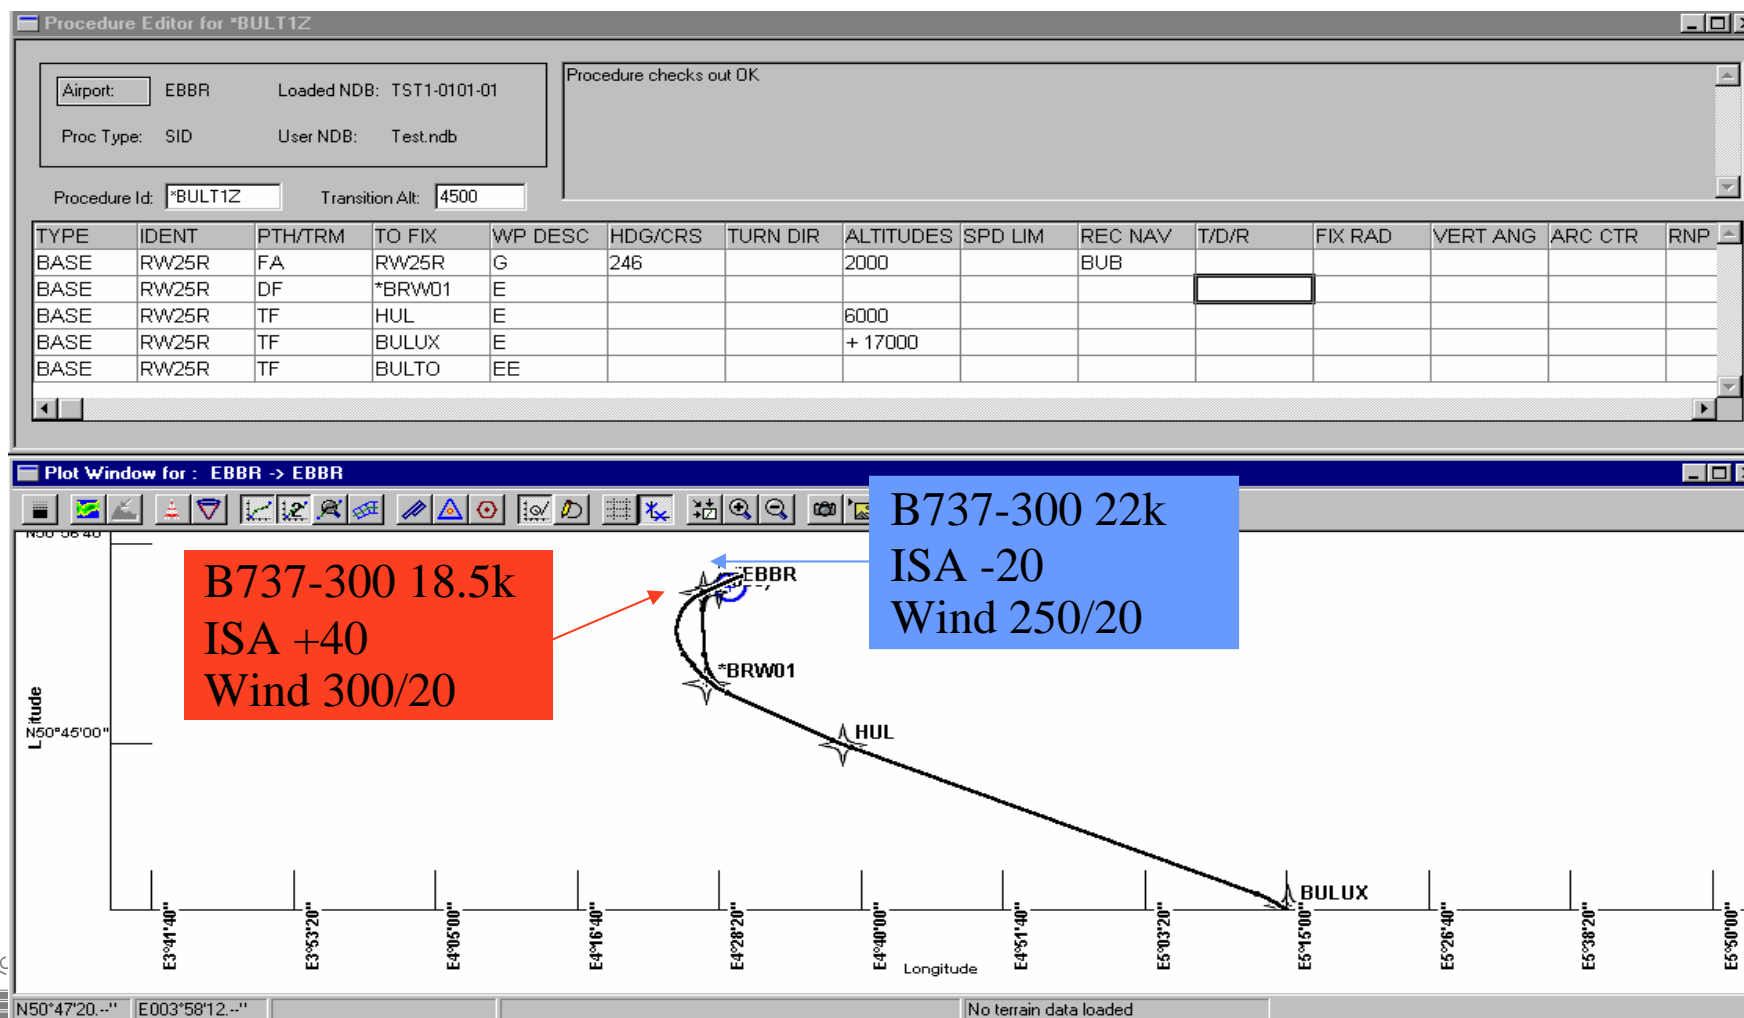 Procedure Editor for *BULT1Z
Airport: EBBR Loaded NDB: TST1-0101-01
Proc Type: SID User NDB: Test.ndb
Procedure Id: *BULT1Z Transition Alt: 4500
Procedure checks out OK
TYPE IDENT PTH/TRM TO FIX WP DESC HDG/CRS TURN DIR ALTITUDES SPD LIM REC NAV T/D/R FIX RAD VERT ANG ARC CTR RNP
BASE RW25R FA RW25R G 246 2000 BUB
BASE RW25R DF *BRW01 E
BASE RW25R TF HUL E 6000
BASE RW25R TF BULUX E + 17000
BASE RW25R TF BULTO EE
Plot Window for : EBBR -> EBBR
B737-300 22k
ISA -20
Wind 250/20
B737-300 18.5k
ISA +40
Wind 300/20
EBBR
*BRW01
HUL
BULUX
N50°56'40
N50°45'00"
E3°41'40" E3°53'20" E4°05'00" E4°16'40" E4°28'20" E4°40'00" E4°51'40" E5°03'20" E5°15'00" E5°26'40" E5°38'20" E5°50'00"
Longitude
N50°47'20.--" E003°58'12.--" No terrain data loaded